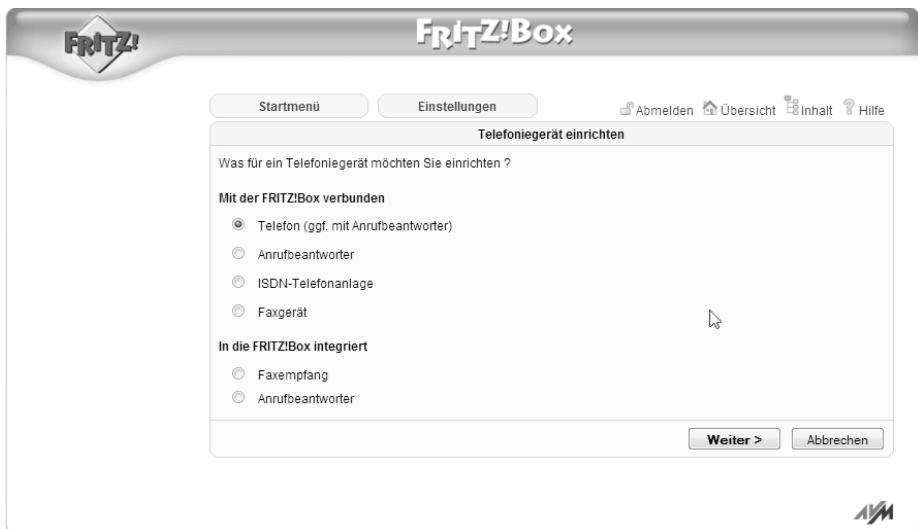 FRITZ!
FRITZ!Box
Startmenü
Einstellungen
Abmelden Übersicht Inhalt Hilfe
Telefoniegerät einrichten
Was für ein Telefoniegerät möchten Sie einrichten ?
Mit der FRITZ!Box verbunden
Telefon (ggf. mit Anrufbeantworter)
Anrufbeantworter
ISDN-Telefonanlage
Faxgerät
In die FRITZ!Box integriert
Faxempfang
Anrufbeantworter
Weiter >
Abbrechen
AVM